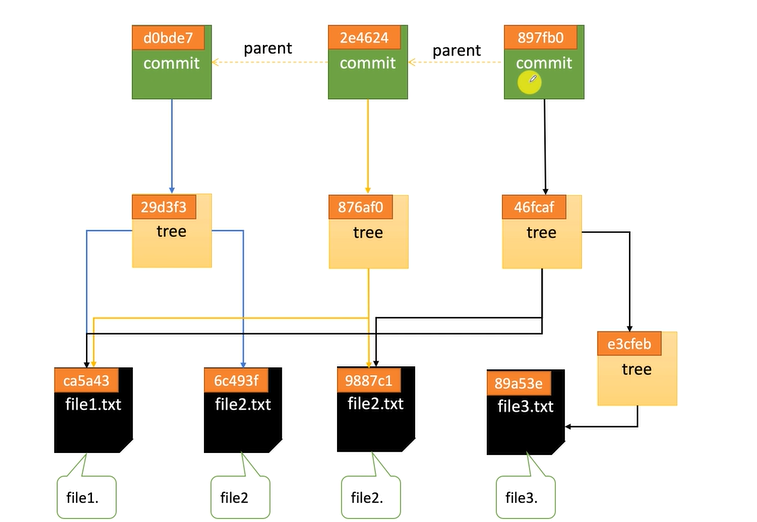 d0bde7
commit
parent
2e4624
commit
parent
897fb0
commit
29d3f3
tree
876af0
tree
46fcaf
tree
e3cfeb
tree
ca5a43
file1.txt
6c493f
file2.txt
9887c1
file2.txt
89a53e
file3.txt
file1.
file2
file2.
file3.